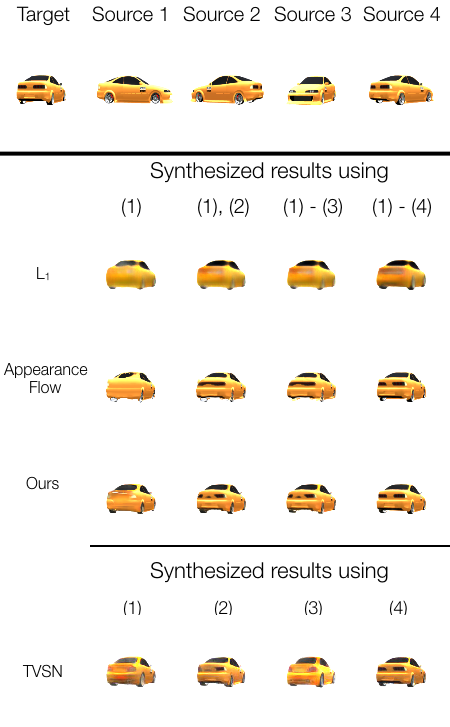 Target Source 1 Source 2 Source 3 Source 4
Synthesized results using
(1) (1), (2) (1) - (3) (1) - (4)
L₁
Appearance
Flow
Ours
Synthesized results using
(1) (2) (3) (4)
TVSN